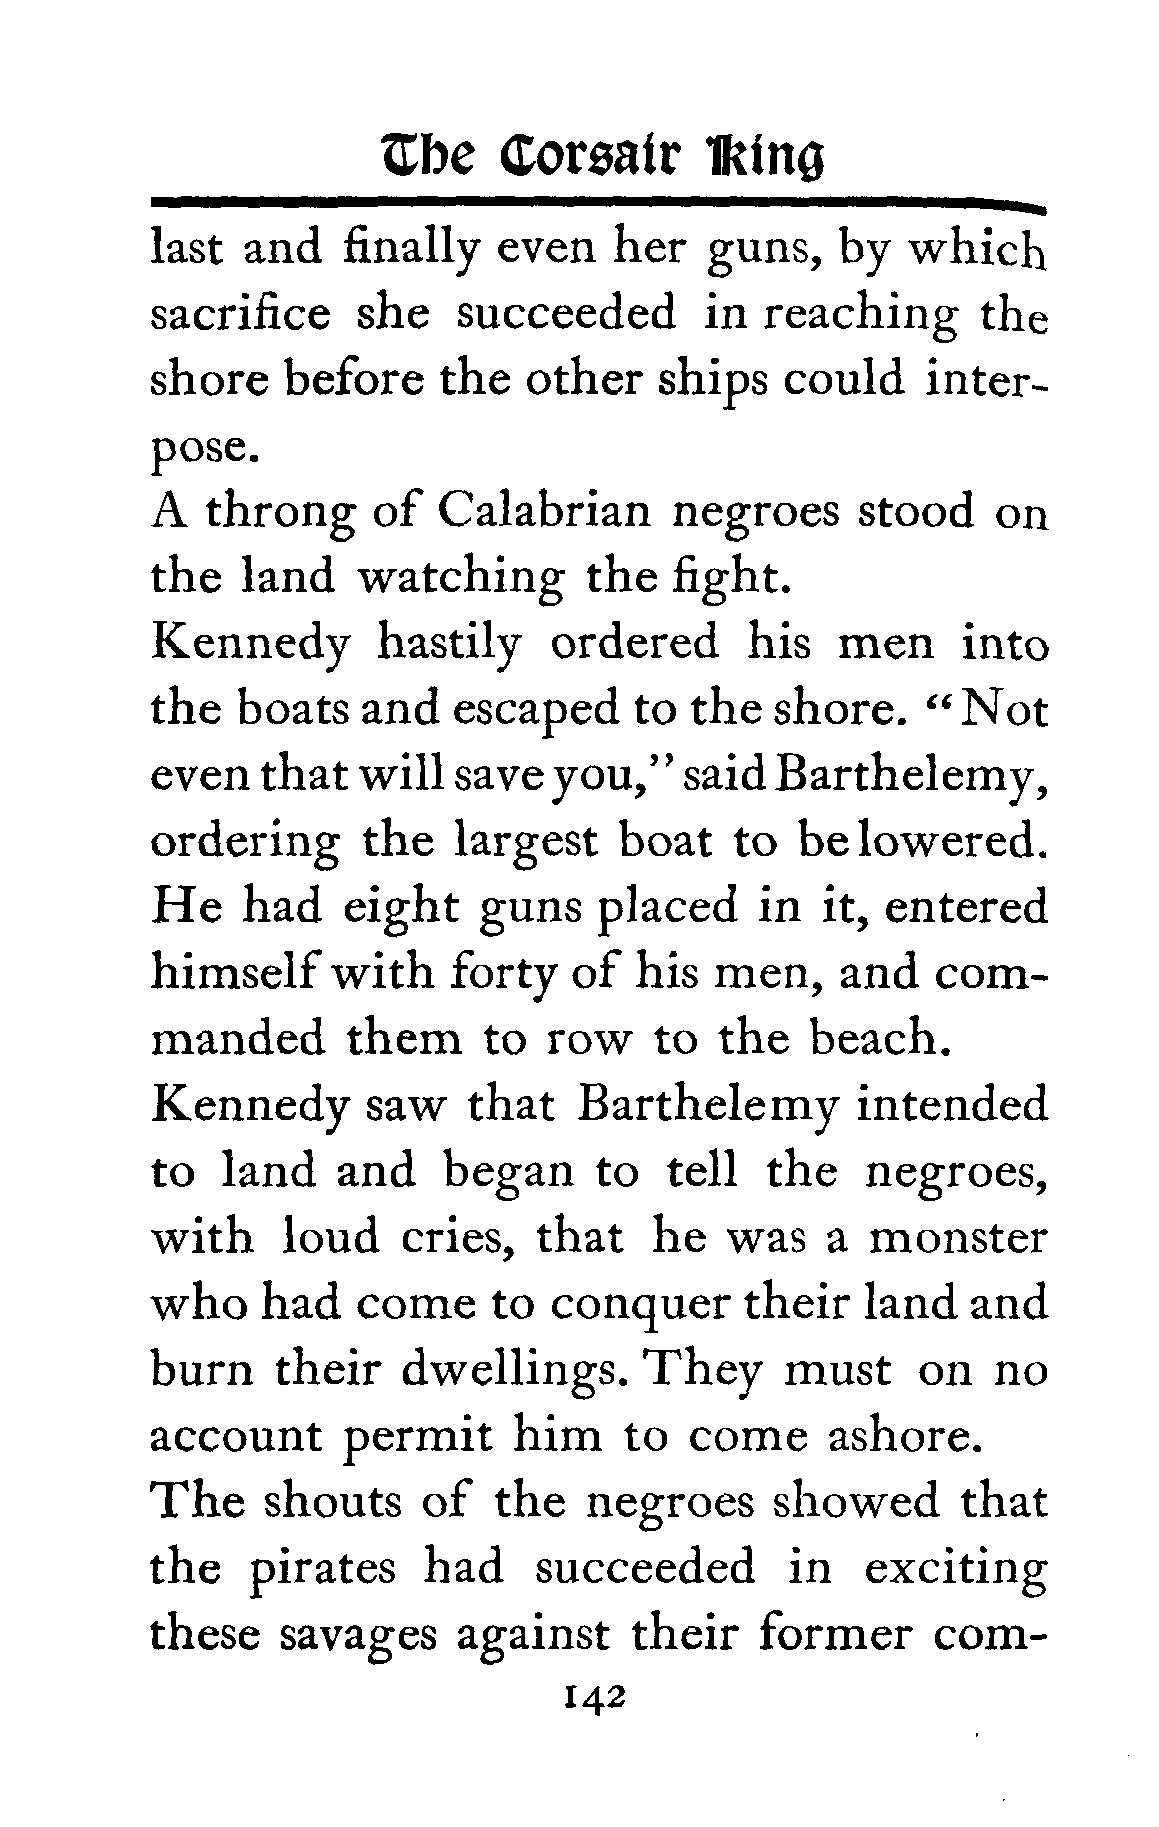 The Corsair King
last and finally even her guns, by which
sacrifice she succeeded in reaching the
shore before the other ships could inter-
pose.
A throng of Calabrian negroes stood on
the land watching the fight.
Kennedy hastily ordered his men into
the boats and escaped to the shore. “Not
even that will save you,” said Barthelemy,
ordering the largest boat to be lowered.
He had eight guns placed in it, entered
himself with forty of his men, and com-
manded them to row to the beach.
Kennedy saw that Barthelemy intended
to land and began to tell the negroes,
with loud cries, that he was a monster
who had come to conquer their land and
burn their dwellings. They must on no
account permit him to come ashore.
The shouts of the negroes showed that
the pirates had succeeded in exciting
these savages against their former com-
142